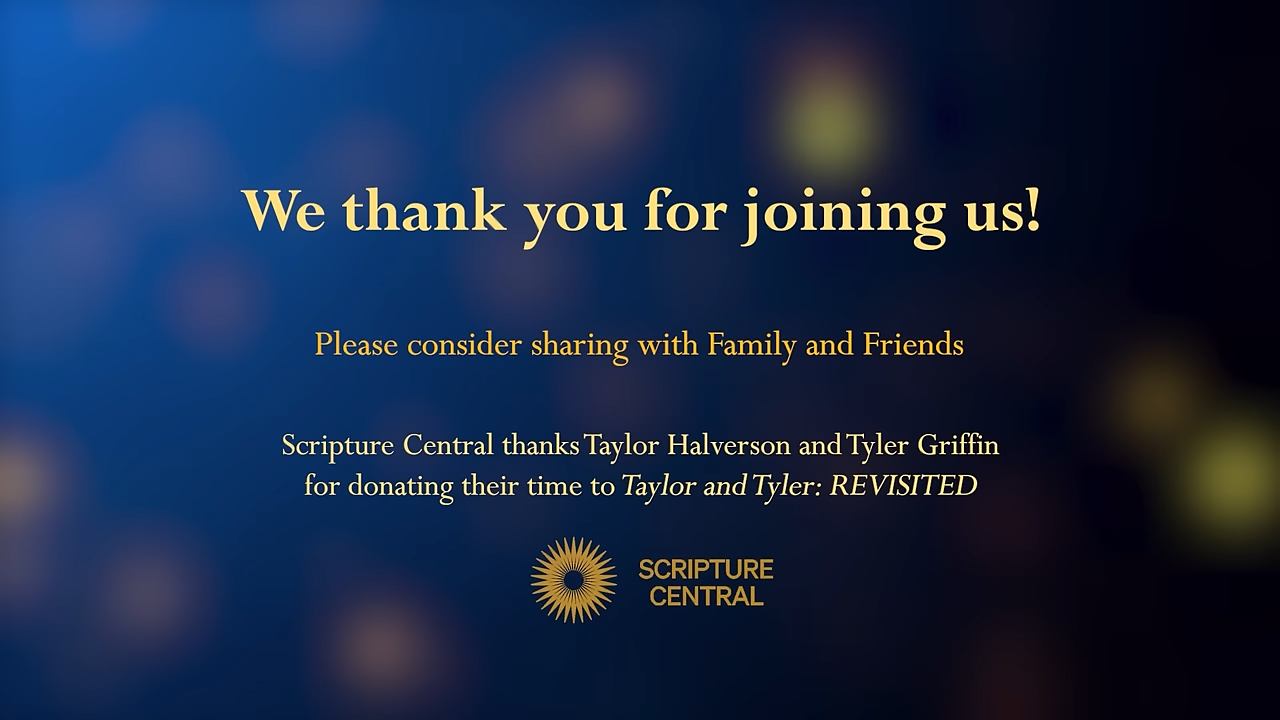 We thank you for joining us!
Please consider sharing with Family and Friends
Scripture Central thanks Taylor Halverson and Tyler Griffin
for donating their time to Taylor and Tyler: REVISITED
SCRIPTURE
CENTRAL